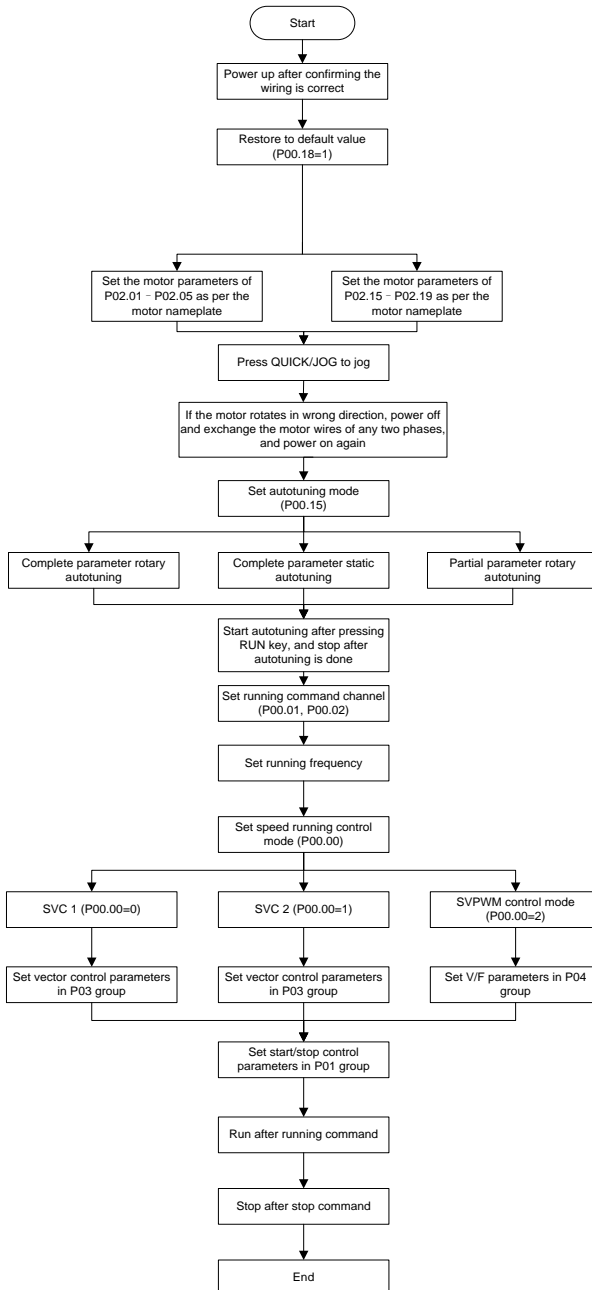 Start
Power up after confirming the
wiring is correct
Restore to default value
(P00.18=1)
Set the motor parameters of
P02.01–P02.05 as per the
motor nameplate
Set the motor parameters of
P02.15–P02.19 as per the
motor nameplate
Press QUICK/JOG to jog
If the motor rotates in wrong direction, power off
and exchange the motor wires of any two phases,
and power on again
Set autotuning mode
(P00.15)
Complete parameter rotary
autotuning
Complete parameter static
autotuning
Partial parameter rotary
autotuning
Start autotuning after pressing
RUN key, and stop after
autotuning is done
Set running command channel
(P00.01, P00.02)
Set running frequency
Set speed running control
mode (P00.00)
SVC 1 (P00.00=0)
SVC 2 (P00.00=1)
SVPWM control mode
(P00.00=2)
Set vector control parameters
in P03 group
Set vector control parameters
in P03 group
Set V/F parameters in P04
group
Set start/stop control
parameters in P01 group
Run after running command
Stop after stop command
End